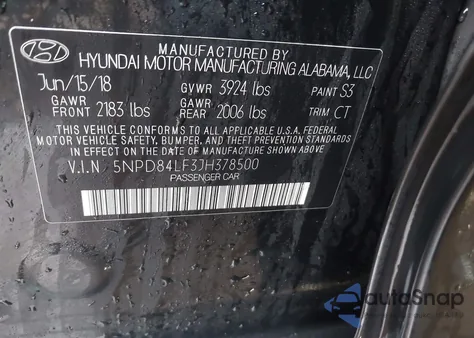 MANUFACTURED BY
HYUNDAI MOTOR MANUFACTURING ALABAMA, LLC
Jun/15/18 GVWR 3924 lbs PAINT S3
GAWR FRONT 2183 lbs GAWR REAR 2006 lbs TRIM CT
THIS VEHICLE CONFORMS TO ALL APPLICABLE U.S.A. FEDERAL
MOTOR VEHICLE SAFETY, BUMPER, AND THEFT PREVENTION STANDARDS
IN EFFECT ON THE DATE OF MANUFACTURE SHOWN ABOVE.
V.I.N 5NPD84LF3JH378500
PASSENGER CAR
autoSnap